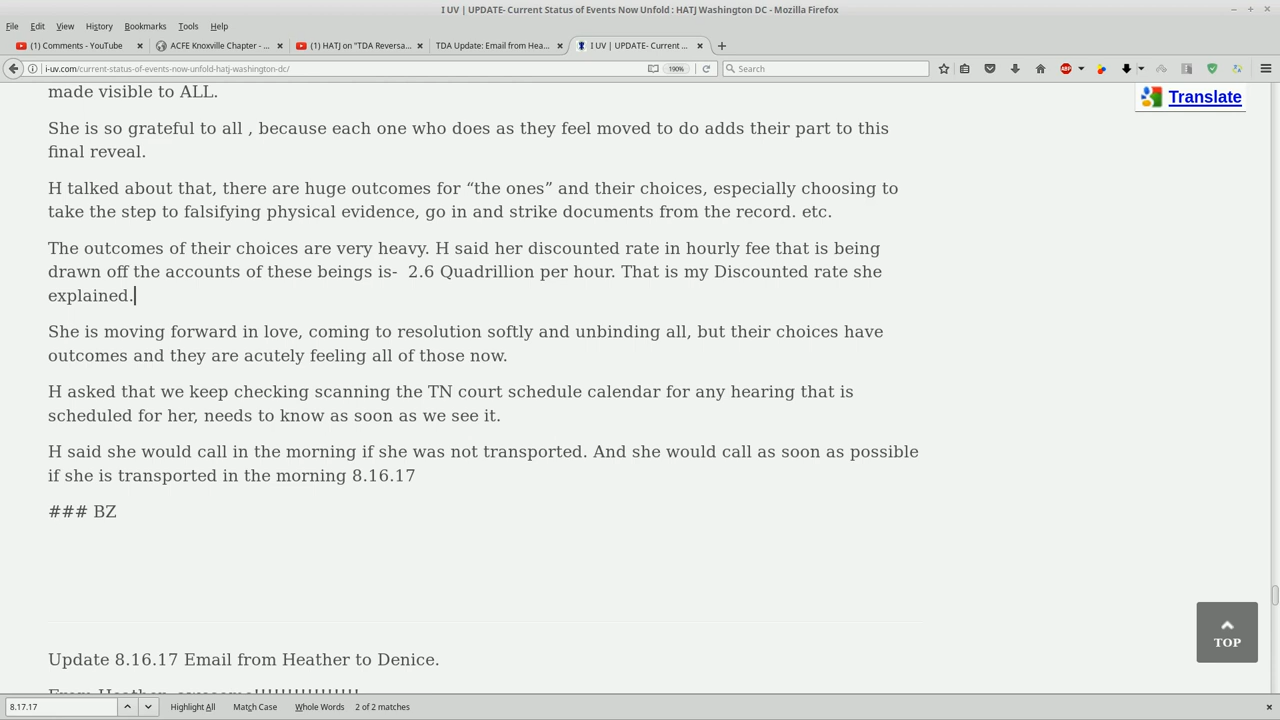 I UV | UPDATE- Current Status of Events Now Unfold : HATJ Washington DC - Mozilla Firefox
File Edit View History Bookmarks Tools Help
(1) Comments - YouTube
ACFE Knoxville Chapter - ...
(1) HATJ on "TDA Reversa...
TDA Update: Email from Hea...
I UV | UPDATE- Current ...
i-uv.com/current-status-of-events-now-unfold-hatj-washington-dc/
190%
Search
ABP
made visible to ALL.
Translate
She is so grateful to all , because each one who does as they feel moved to do adds their part to this
final reveal.
H talked about that, there are huge outcomes for “the ones” and their choices, especially choosing to
take the step to falsifying physical evidence, go in and strike documents from the record. etc.
The outcomes of their choices are very heavy. H said her discounted rate in hourly fee that is being
drawn off the accounts of these beings is-  2.6 Quadrillion per hour. That is my Discounted rate she
explained.
She is moving forward in love, coming to resolution softly and unbinding all, but their choices have
outcomes and they are acutely feeling all of those now.
H asked that we keep checking scanning the TN court schedule calendar for any hearing that is
scheduled for her, needs to know as soon as we see it.
H said she would call in the morning if she was not transported. And she would call as soon as possible
if she is transported in the morning 8.16.17
### BZ
TOP
Update 8.16.17 Email from Heather to Denice.
From Heather, awesome!!!!!!!!!!!!!!!!!
8.17.17
Highlight All Match Case Whole Words 2 of 2 matches